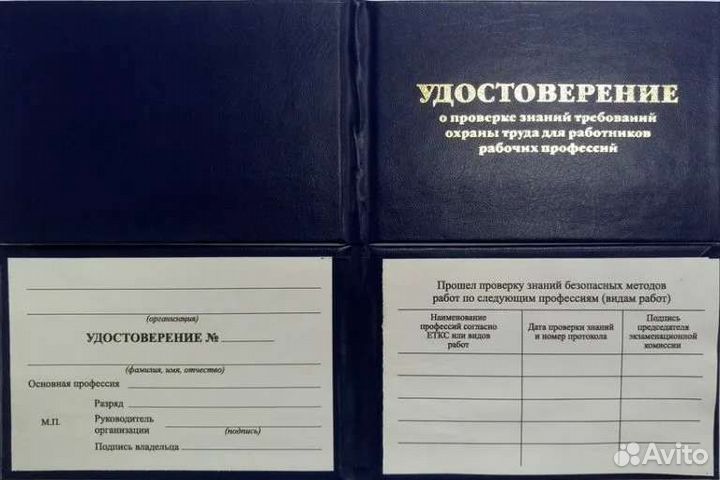 УДОСТОВЕРЕНИЕ
о проверке знаний требований
охраны труда для работников
рабочих профессий
(организация)
УДОСТОВЕРЕНИЕ №
(фамилия, имя, отчество)
Основная профессия
Разряд
М.П.
Руководитель
организации
(подпись)
Подпись владельца
Прошел проверку знаний безопасных методов
работ по следующим профессиям (видам работ)
Наименование
профессий согласно
ЕТКС или видов
работ
Дата проверки знаний
и номер протокола
Подпись
председателя
экзаменационной
комиссии
Avito